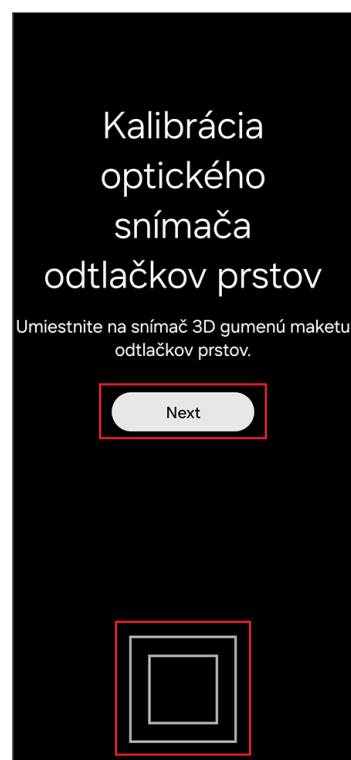 Kalibrácia
optického
snímača
odtlačkov prstov
Umiestnite na snímač 3D gumenú maketu
odtlačkov prstov.
Next